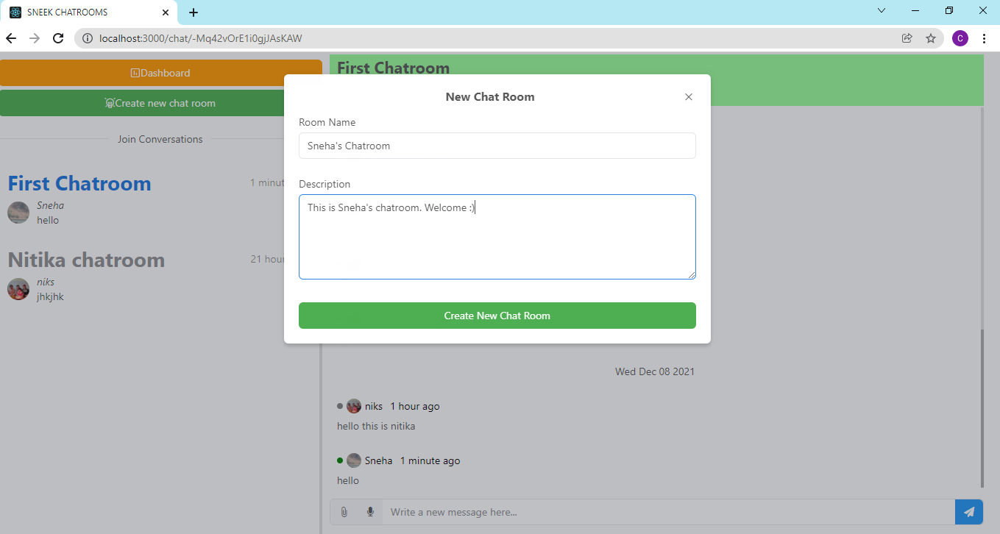 SNEEK CHATROOMS
localhost:3000/chat/-Mq42vOrE1i0gjJAsKAW
C
Dashboard
Create new chat room
Join Conversations
First Chatroom
1 minut
Sneha
hello
Nitika chatroom
21 hour
niks
jhkjhk
First Chatroom
New Chat Room
Room Name
Sneha's Chatroom
Description
This is Sneha's chatroom. Welcome :)
Create New Chat Room
Wed Dec 08 2021
niks 1 hour ago
hello this is nitika
Sneha 1 minute ago
hello
Write a new message here...